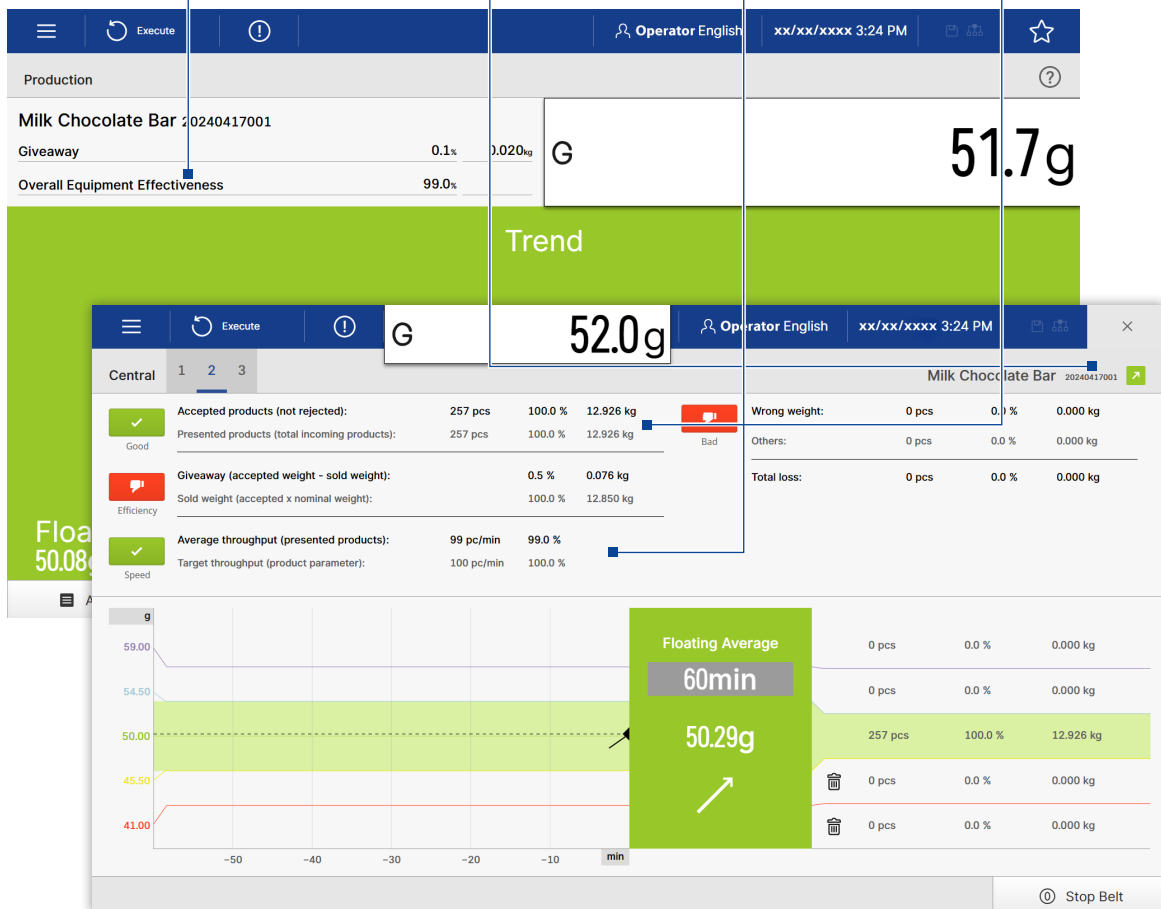 Execute
Operator English
xx/xx/xxxx 3:24 PM
Production
Milk Chocolate Bar 20240417001
Giveaway 0.1% 0.020kg
G 51.7g
Overall Equipment Effectiveness 99.0%
Trend
Execute
G 52.0g
Operator English
xx/xx/xxxx 3:24 PM
Central 1 2 3
Milk Chocolate Bar 20240417001
Good
Accepted products (not rejected): 257 pcs 100.0 % 12.926 kg
Presented products (total incoming products): 257 pcs 100.0 % 12.926 kg
Bad
Wrong weight: 0 pcs 0.0 % 0.000 kg
Others: 0 pcs 0.0 % 0.000 kg
Total loss: 0 pcs 0.0 % 0.000 kg
Efficiency
Giveaway (accepted weight - sold weight): 0.5 % 0.076 kg
Sold weight (accepted x nominal weight): 100.0 % 12.850 kg
Speed
Average throughput (presented products): 99 pc/min 99.0 %
Target throughput (product parameter): 100 pc/min 100.0 %
Floa
50.08g
A
g
59.00
54.50
50.00
45.50
41.00
-50 -40 -30 -20 -10 min
Floating Average
60min
50.29g
0 pcs 0.0 % 0.000 kg
0 pcs 0.0 % 0.000 kg
257 pcs 100.0 % 12.926 kg
0 pcs 0.0 % 0.000 kg
0 pcs 0.0 % 0.000 kg
Stop Belt